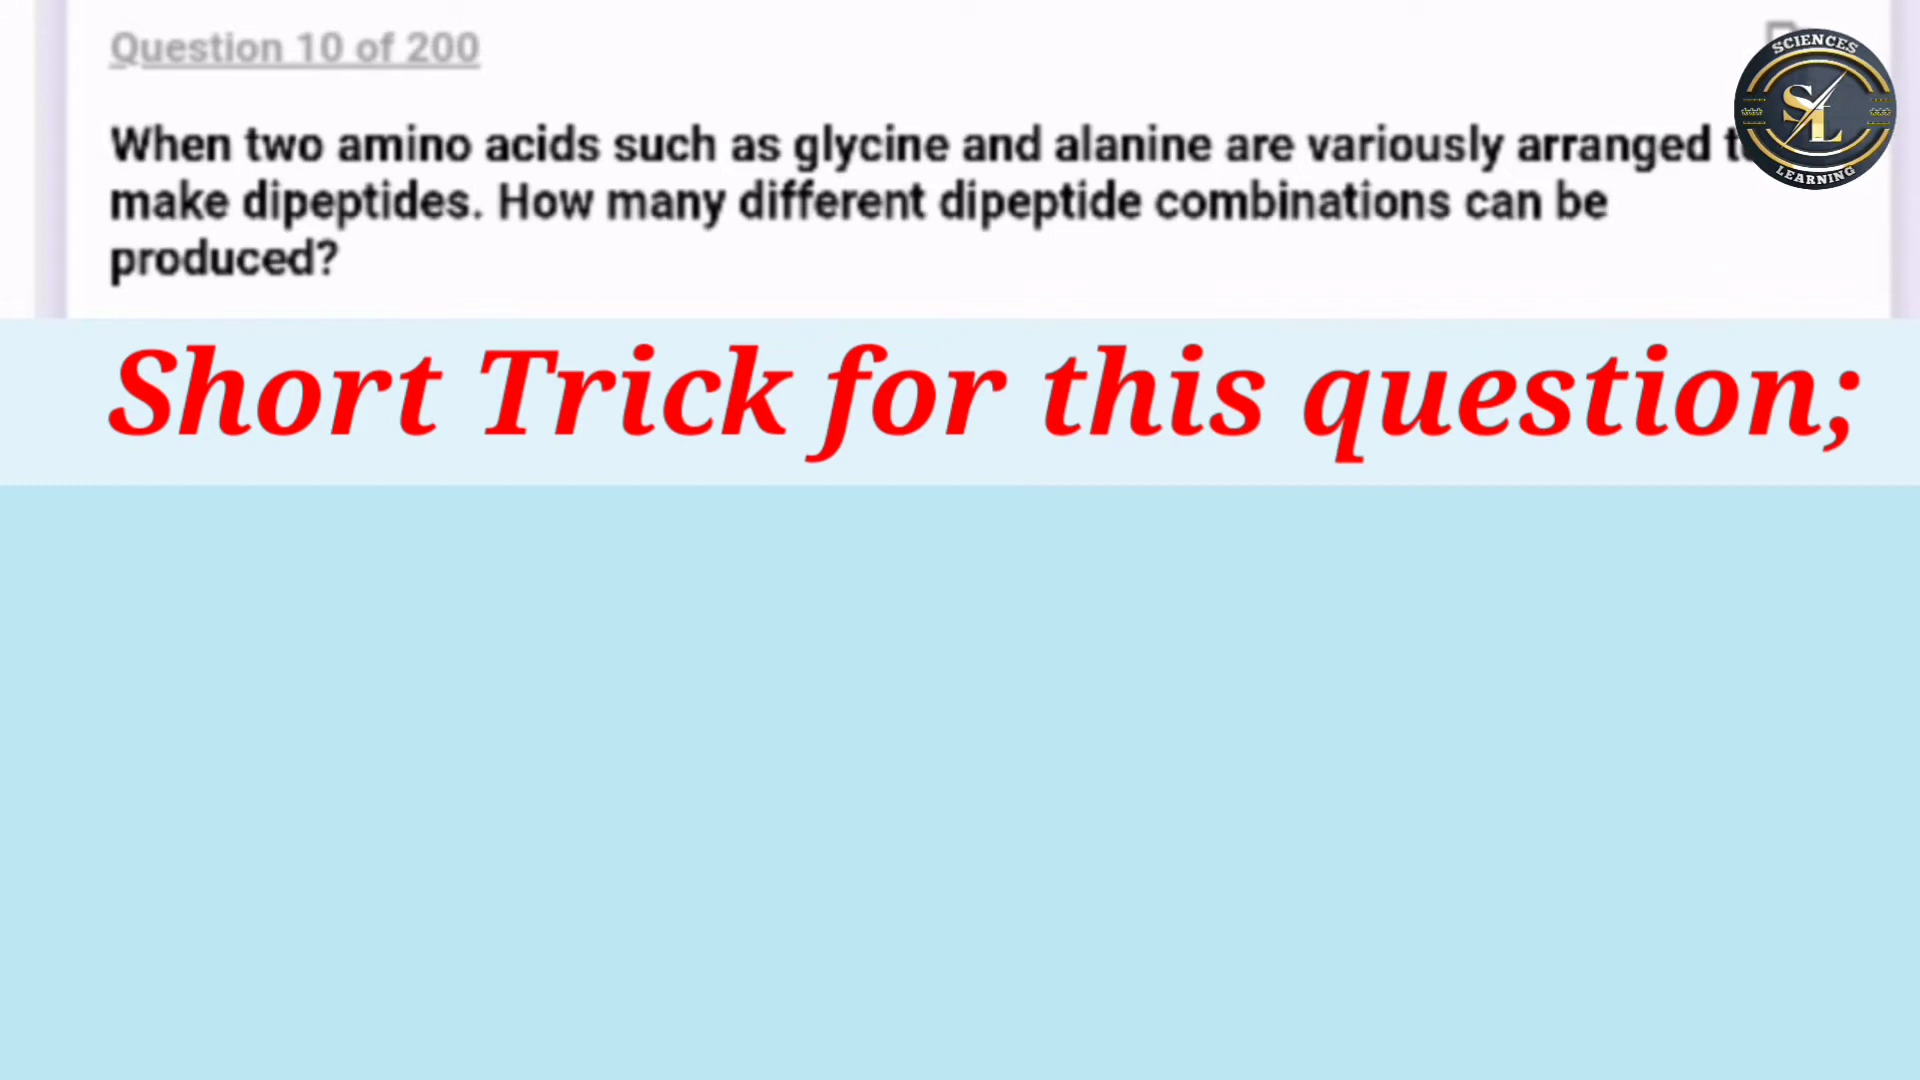 Question 10 of 200
SCIENCES
SL
LEARNING
When two amino acids such as glycine and alanine are variously arranged
make dipeptides. How many different dipeptide combinations can be
produced?
Short Trick for this question;